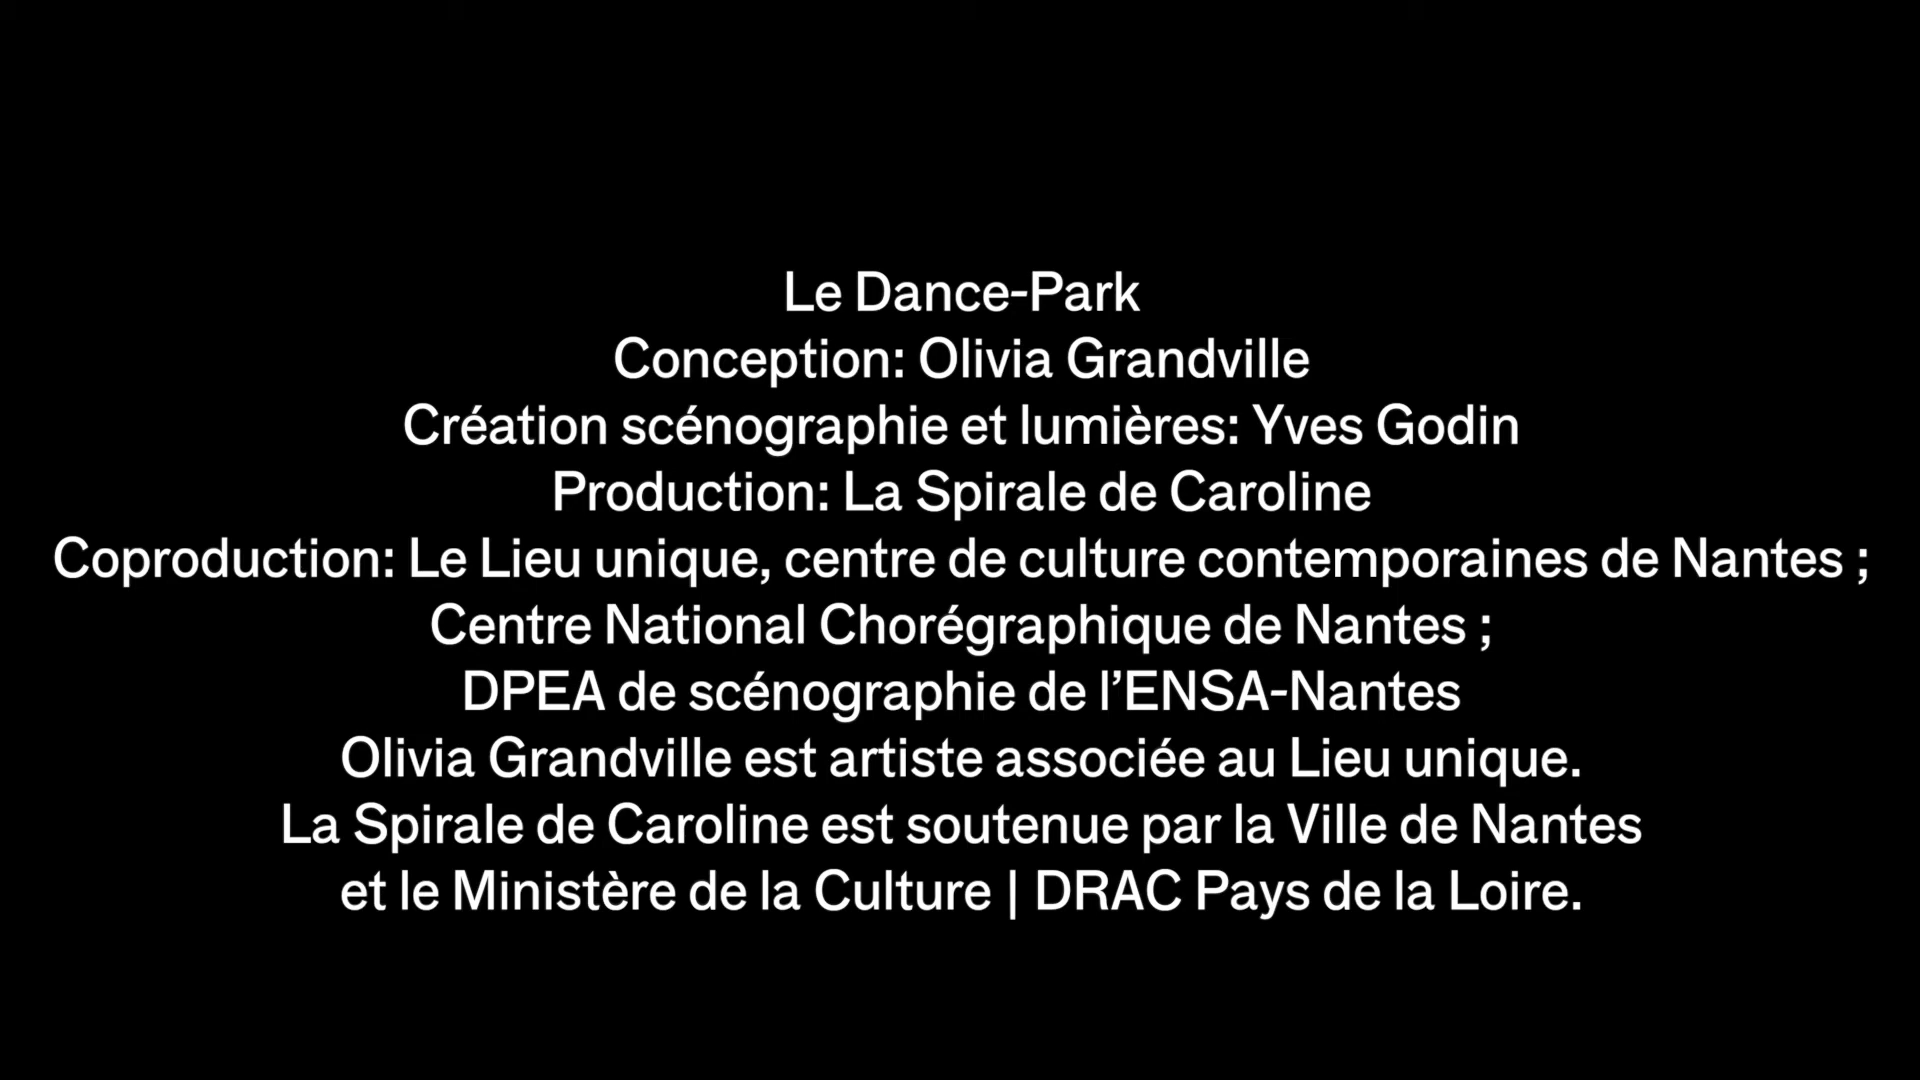 Le Dance-Park
Conception: Olivia Grandville
Création scénographie et lumières: Yves Godin
Production: La Spirale de Caroline
Coproduction: Le Lieu unique, centre de culture contemporaines de Nantes ;
Centre National Chorégraphique de Nantes ;
DPEA de scénographie de l’ENSA-Nantes
Olivia Grandville est artiste associée au Lieu unique.
La Spirale de Caroline est soutenue par la Ville de Nantes
et le Ministère de la Culture | DRAC Pays de la Loire.